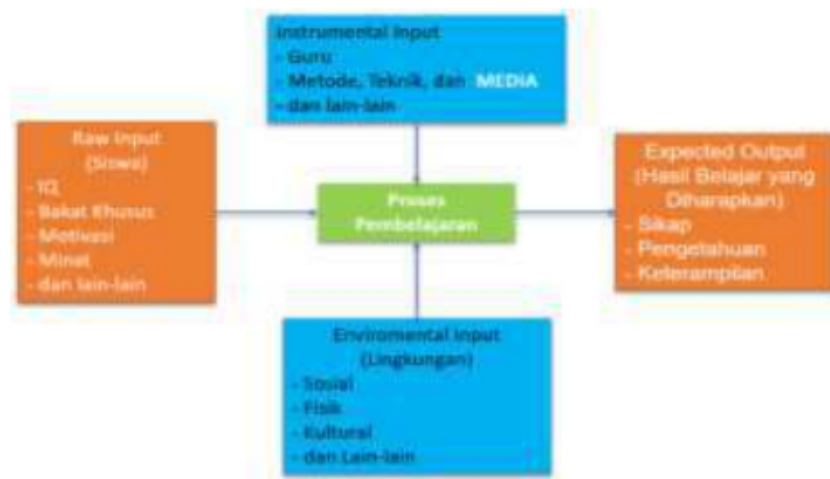 Instrumental Input
- Guru
- Metode, Teknik, dan MEDIA
- dan lain-lain
Raw Input
(Siswa)
- IQ
- Bakat Khusus
- Motivasi
- Minat
- dan lain-lain
Proses
Pembelajaran
Expected Output
(Hasil Belajar yang
Diharapkan)
- Sikap
- Pengetahuan
- Keterampilan
Enviromental Input
(Lingkungan)
- Sosial
- Fisik
- Kultural
- dan Lain-lain